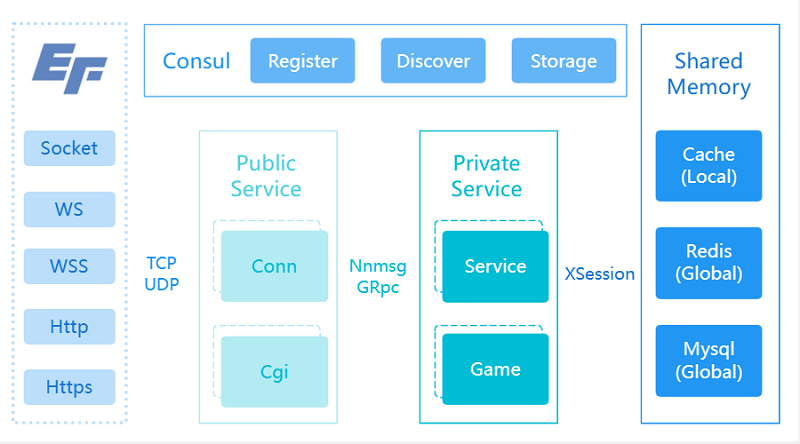 EF
Consul
Register
Discover
Storage
Shared
Memory
Socket
WS
WSS
Http
Https
TCP
UDP
Public
Service
Conn
Cgi
Nnmsg
GRpc
Private
Service
Service
Game
XSession
Cache
(Local)
Redis
(Global)
Mysql
(Global)